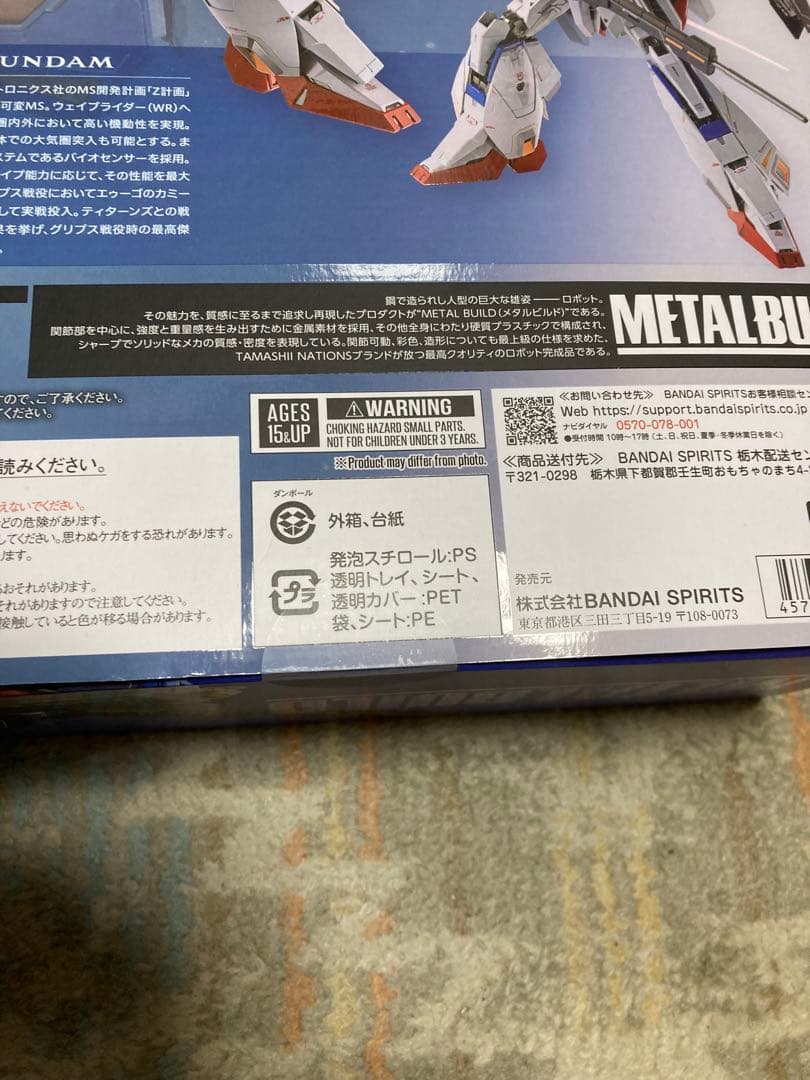 UNDAM
トロニクス社のMS開発計画「Z計画」
可変MS。ウェイブライダー(WR)へ
圏内外において高い機動性を実現。
体での大気圏突入も可能とする。ま
ステムであるバイオセンサーを採用。
イプ能力に応じて、その性能を最大
プス戦役においてエゥーゴのカミー
して実戦投入。ティターンズとの戦
果を挙げ、グリプス戦役時の最高傑
鋼で造られし人型の巨大な雄姿 ―― ロボット。
その魅力を、質感に至るまで追求し再現したプロダクトが"METAL BUILD(メタルビルド)"である。
関節部を中心に、強度と重量感を生み出すために金属素材を採用、その他全身にわたり硬質プラスチックで構成され、
シャープでソリッドなメカの質感・密度を表現している。関節可動、彩色、造形についても最上級の仕様を求めた、
TAMASHII NATIONSブランドが放つ最高クオリティのロボット完成品である。
METALBU
すので、ご了承ください。
ください。
読みください。
えないでください。
どの危険があります。
してください。思わぬケガをする恐れがあります。
ります。
おそれがあります。
それがありますので注意してください。
接触していると色が移る場合があります。
AGES
15&UP
WARNING
CHOKING HAZARD SMALL PARTS.
NOT FOR CHILDREN UNDER 3 YEARS.
※Product may differ from photo.
ダンボール
外箱、台紙
プラ
発泡スチロール:PS
透明トレイ、シート、
透明カバー:PET
袋、シート:PE
≪お問い合わせ先≫ BANDAI SPIRITSお客様相談セン
Web https://support.bandaispirits.co.jp
ナビダイヤル 0570-078-001
●受付時間 10時~17時(土、日、祝日、夏季・冬季休業日を除く)
≪商品送付先≫ BANDAI SPIRITS 栃木配送セン
〒321-0298 栃木県下都賀郡壬生町おもちゃのまち4-
発売元
株式会社BANDAI SPIRITS
東京都港区三田三丁目5-19 〒108-0073
457